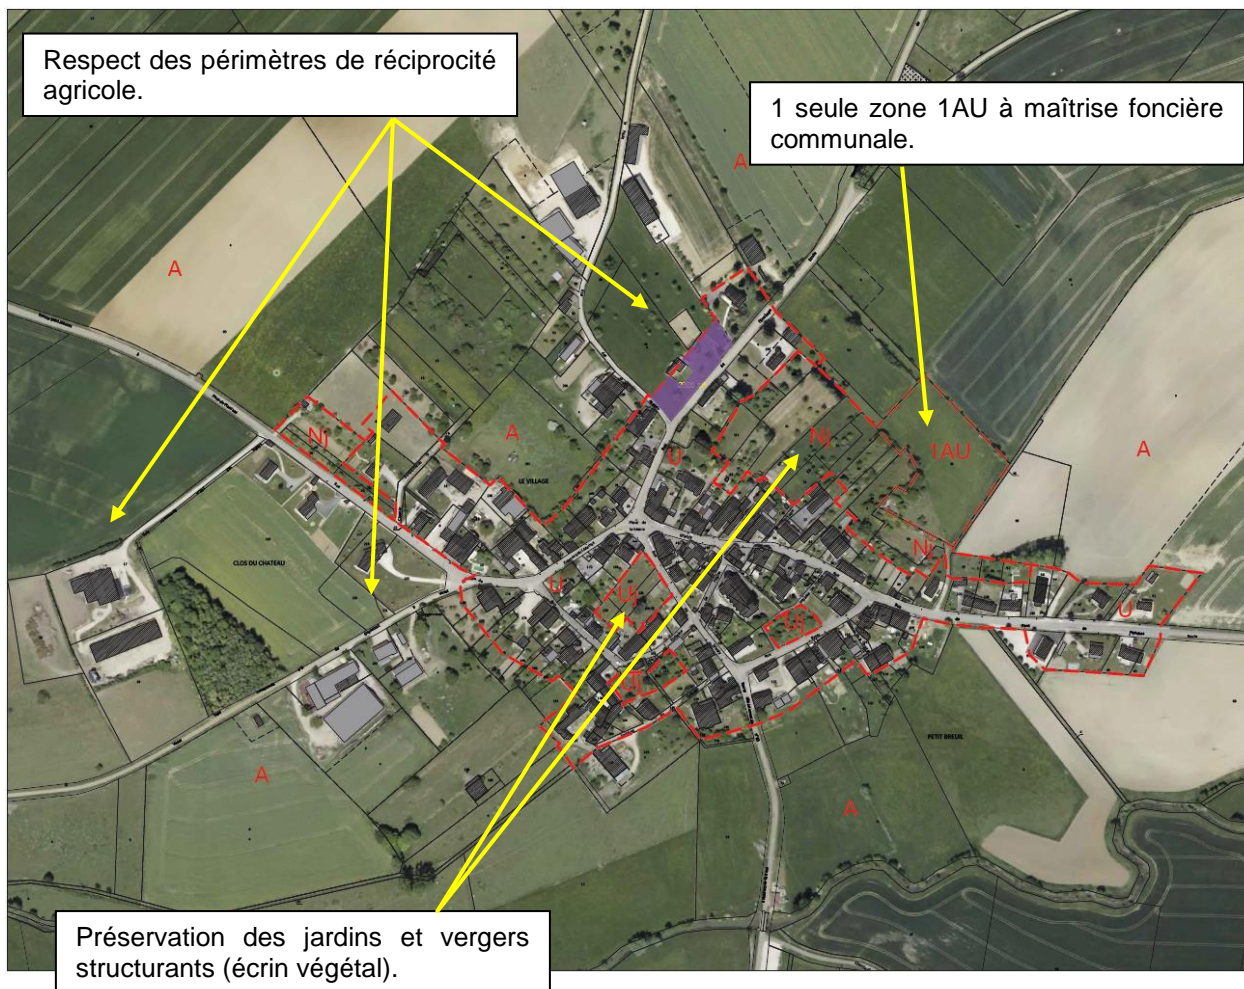 Respect des périmètres de réciprocité
agricole.
1 seule zone 1AU à maîtrise foncière
communale.
A
A
Nj
A
LE VILLAGE
U
Nj
1AU
A
CLOS DU CHATEAU
U
Uj
Nj
Uj
U
Uj
PETIT BREUIL
A
A
Préservation des jardins et vergers
structurants (écrin végétal).